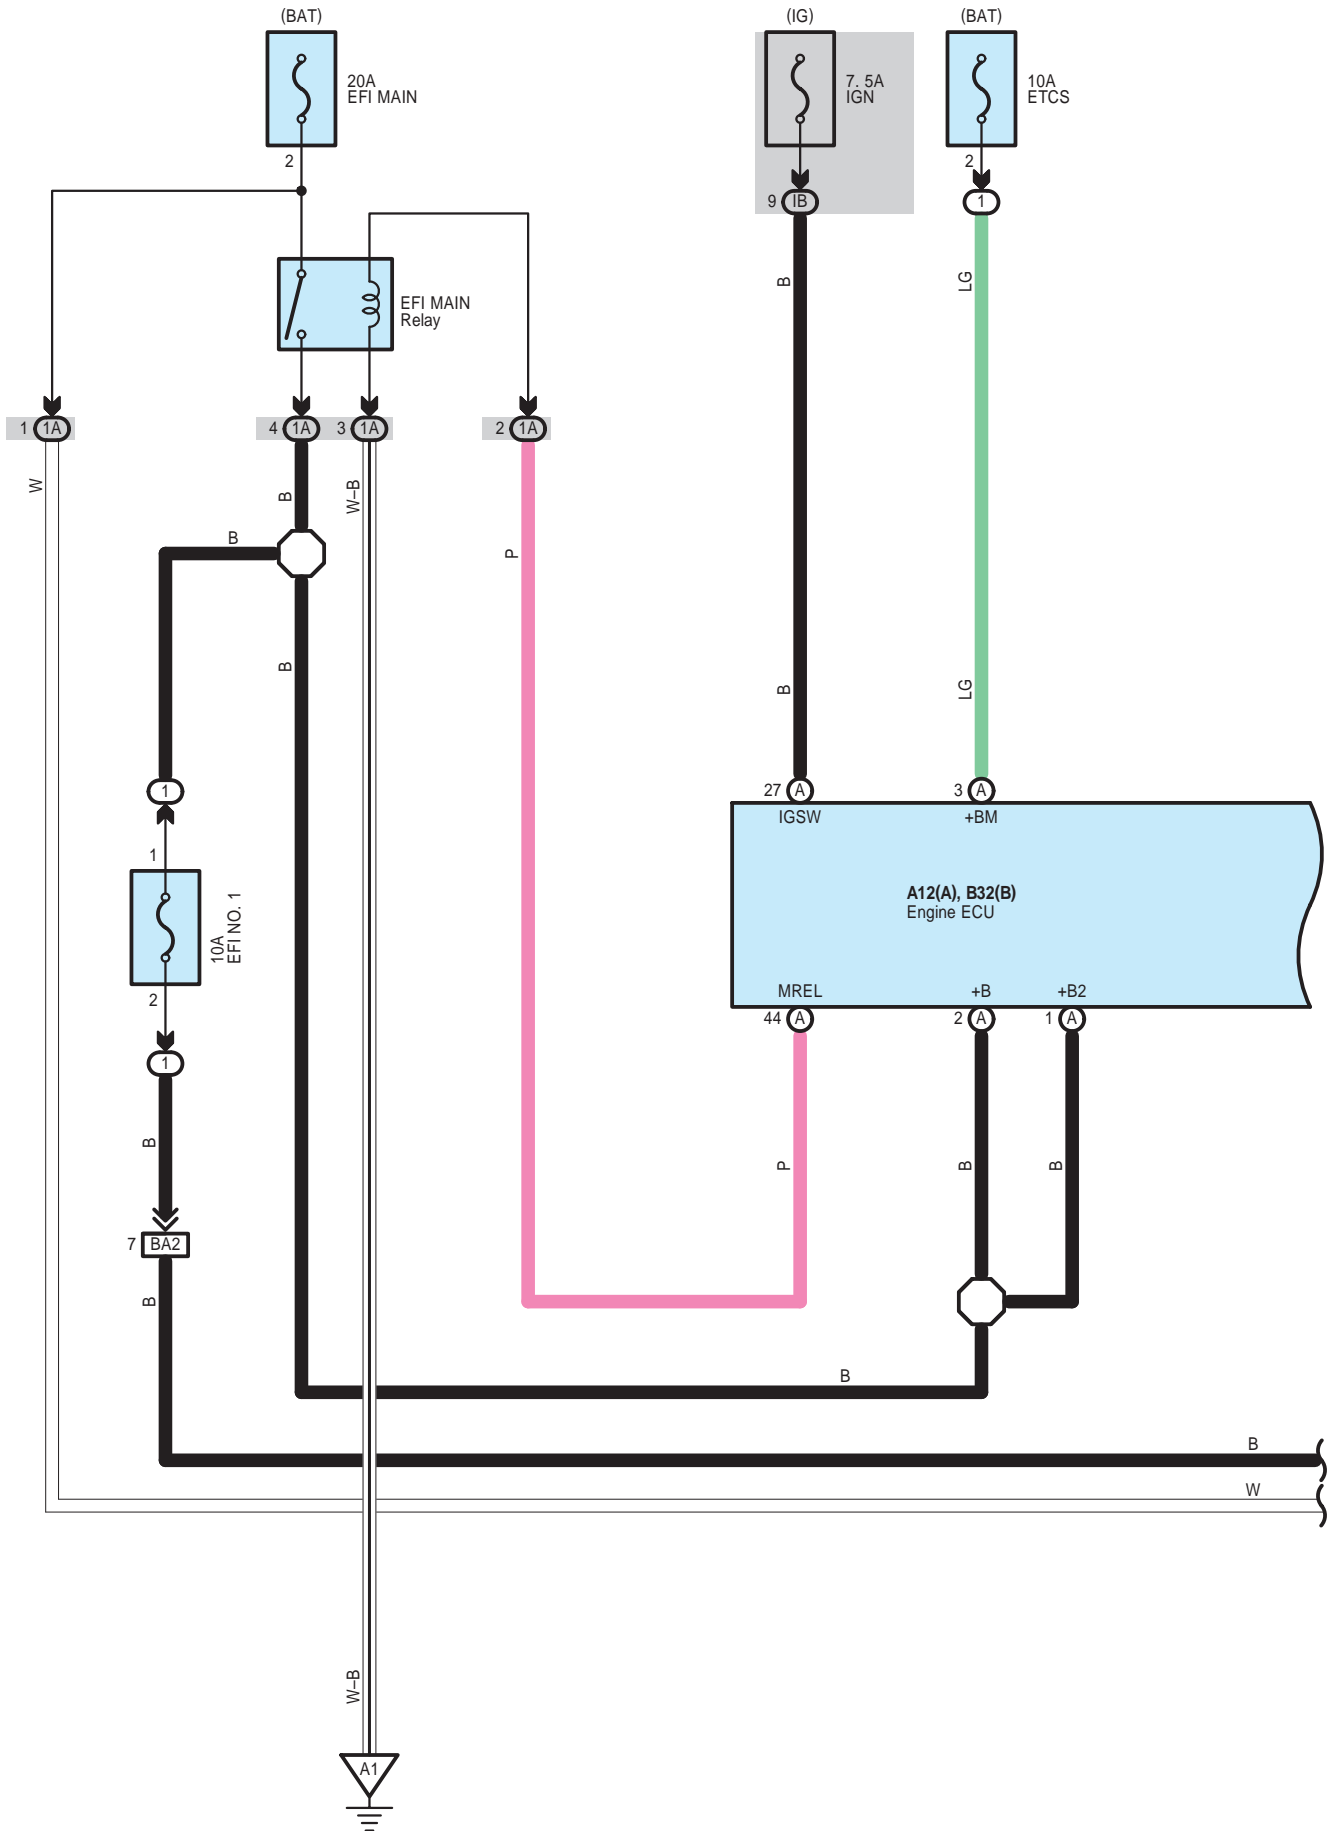 (BAT)
(IG)
(BAT)
20A
EFI MAIN
7. 5A
IGN
10A
ETCS
2
2
9 IB
1
B
LG
EFI MAIN
Relay
1 1A
4 1A
3 1A
2 1A
W
B
W–B
B
P
B
B
LG
1
27 A
3 A
IGSW
+BM
1
10A
EFI NO. 1
A12(A), B32(B)
Engine ECU
2
MREL
+B
+B2
44 A
2 A
1 A
1
B
P
B
B
7 BA2
B
B
B
W
W–B
A1